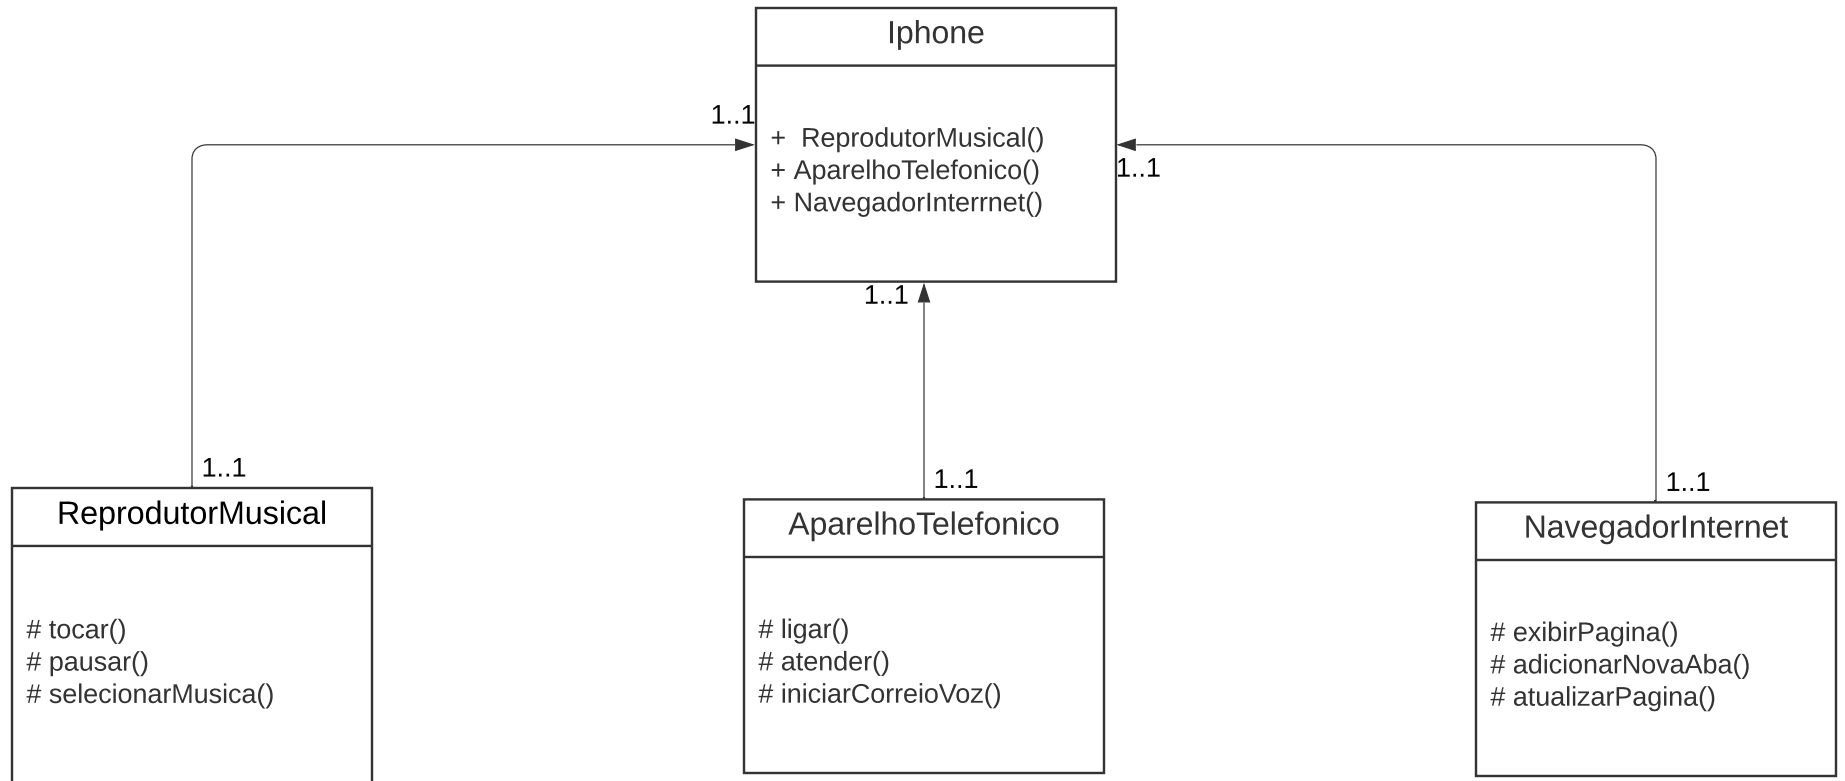 Iphone
1..1
+  ReprodutorMusical()
+ AparelhoTelefonico()
+ NavegadorInterrnet()
1..1
1..1
1..1
ReprodutorMusical
# tocar()
# pausar()
# selecionarMusica()
1..1
AparelhoTelefonico
# ligar()
# atender()
# iniciarCorreioVoz()
1..1
NavegadorInternet
# exibirPagina()
# adicionarNovaAba()
# atualizarPagina()